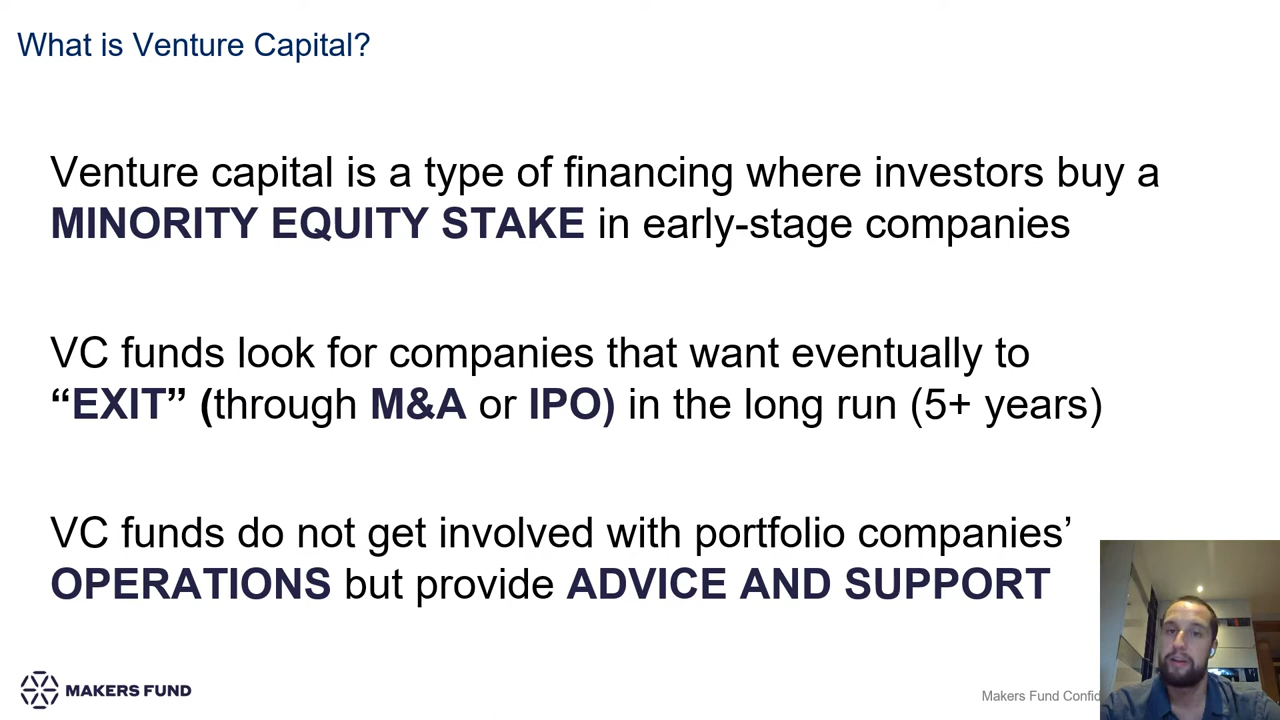 What is Venture Capital?
Venture capital is a type of financing where investors buy a
MINORITY EQUITY STAKE in early-stage companies
VC funds look for companies that want eventually to
“EXIT” (through M&A or IPO) in the long run (5+ years)
VC funds do not get involved with portfolio companies’
OPERATIONS but provide ADVICE AND SUPPORT
MAKERS FUND
Makers Fund